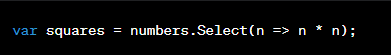 var squares = numbers.Select(n => n * n);